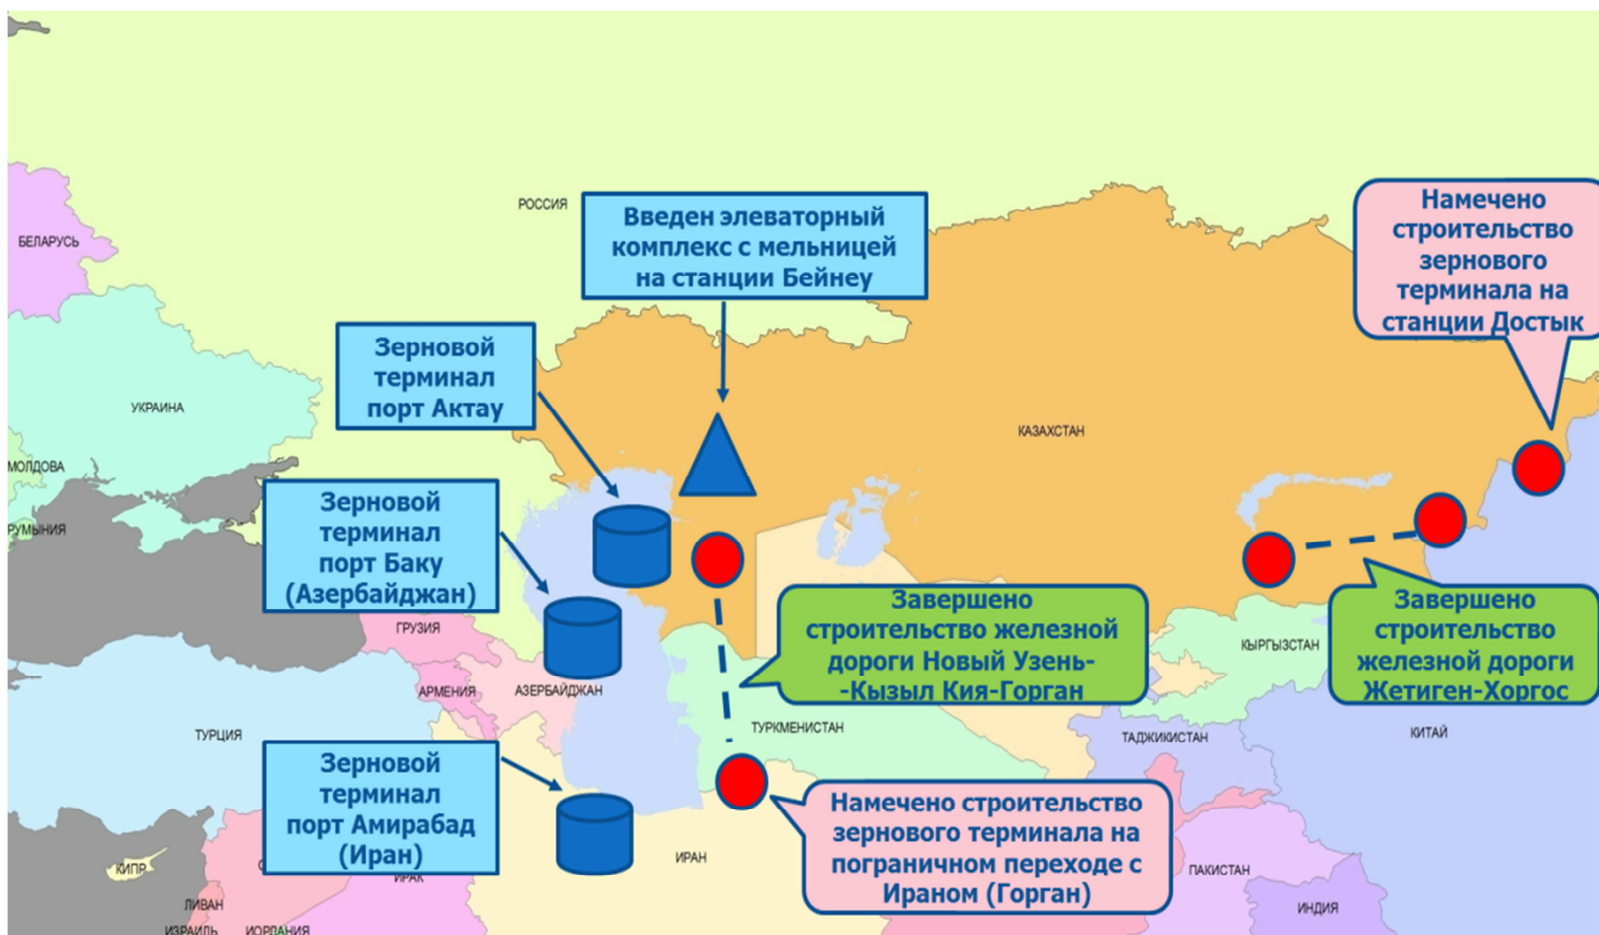 РОССИЯ
БЕЛАРУСЬ
Введен элеваторный
комплекс с мельницей
на станции Бейнеу
Намечено
строительство
зернового
терминала на
станции Достык
Зерновой
терминал
порт Актау
УКРАИНА
КАЗАХСТАН
МОЛДОВА
РУМЫНИЯ
Зерновой
терминал
порт Баку
(Азербайджан)
ГРУЗИЯ
АРМЕНИЯ
АЗЕРБАЙДЖАН
Завершено
строительство железной
дороги Новый Узень-
-Кызыл Кия-Горган
КЫРГЫЗСТАН
Завершено
строительство
железной дороги
Жетиген-Хоргос
ТУРЦИЯ
ТУРКМЕНИСТАН
ТАДЖИКИСТАН
КИТАЙ
Зерновой
терминал
порт Амирабад
(Иран)
Намечено строительство
зернового терминала на
пограничном переходе с
Ираном (Горган)
ИРАН
КИПР
ИРАК
ПАКИСТАН
ИНДИЯ
ЛИВАН
ИЗРАИЛЬ
ИОРДАНИЯ